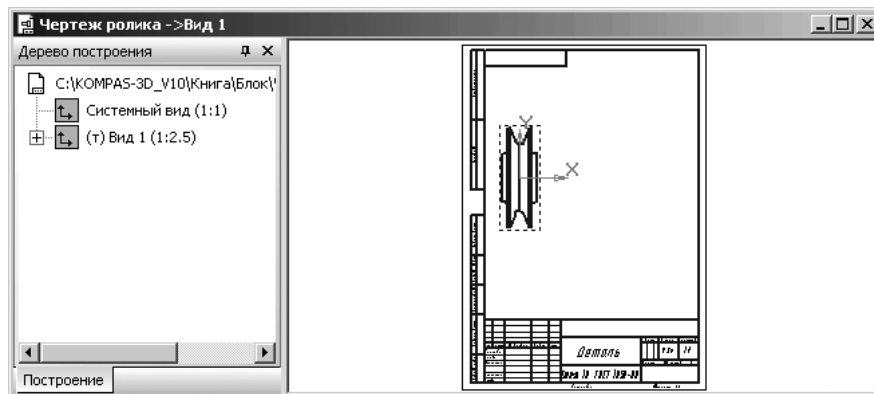 Чертеж ролика ->Вид 1
Дерево построения
C:\KOMPAS-3D_V10\Книга\Блок\
Системный вид (1:1)
(т) Вид 1 (1:2.5)
Построение
Y
X
Деталь